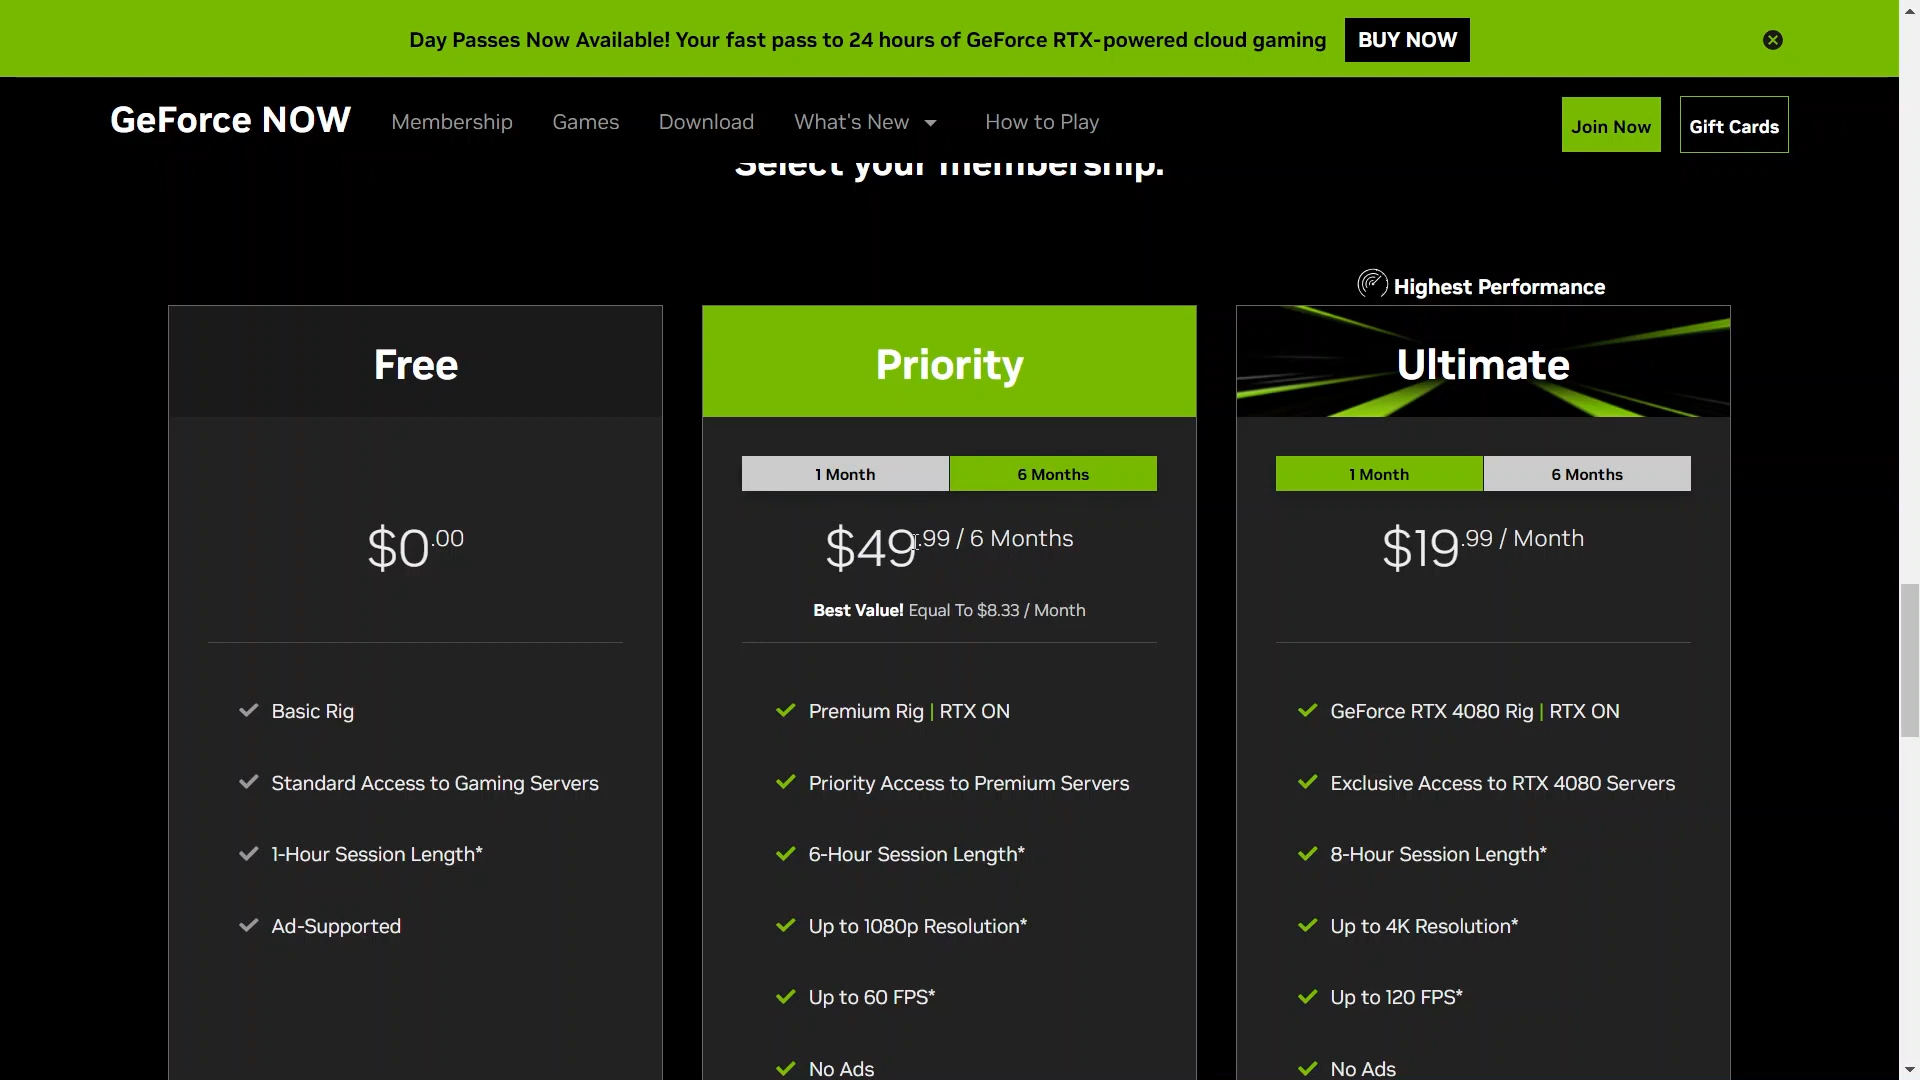 Day Passes Now Available! Your fast pass to 24 hours of GeForce RTX-powered cloud gaming BUY NOW
GeForce NOW Membership Games Download What's New How to Play Join Now Gift Cards
Select your membership.
Highest Performance
Free
Priority
Ultimate
$0.00
1 Month 6 Months
$49.99 / 6 Months
Best Value! Equal To $8.33 / Month
1 Month 6 Months
$19.99 / Month
Basic Rig
Standard Access to Gaming Servers
1-Hour Session Length*
Ad-Supported
Premium Rig | RTX ON
Priority Access to Premium Servers
6-Hour Session Length*
Up to 1080p Resolution*
Up to 60 FPS*
No Ads
GeForce RTX 4080 Rig | RTX ON
Exclusive Access to RTX 4080 Servers
8-Hour Session Length*
Up to 4K Resolution*
Up to 120 FPS*
No Ads